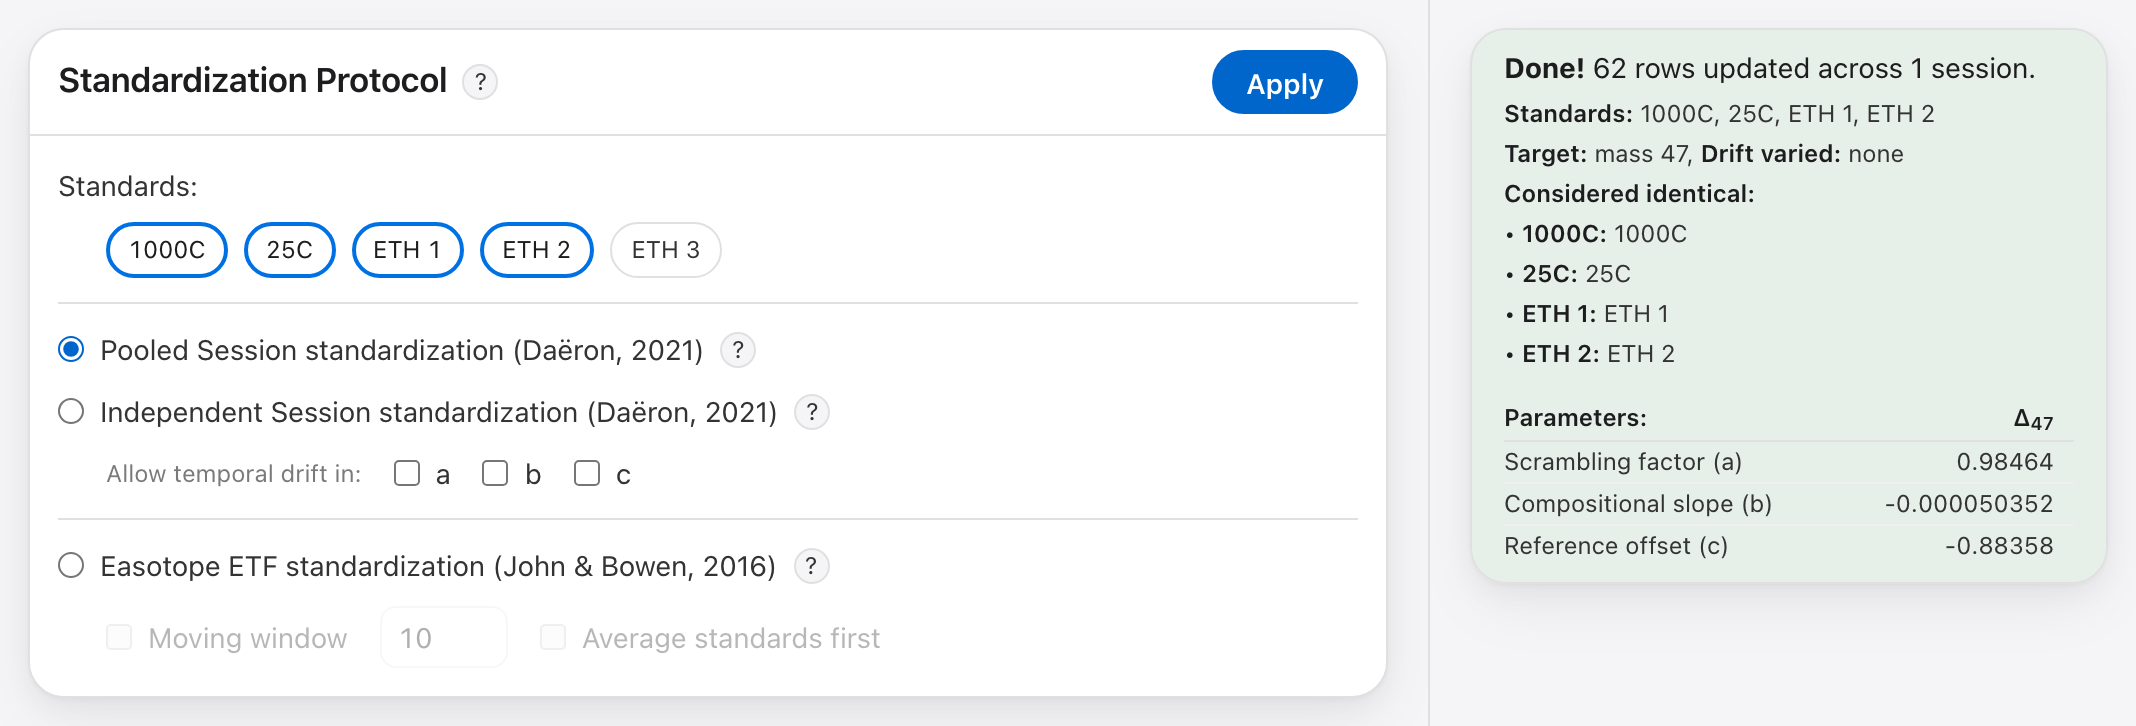 Standardization Protocol ?
Apply
Standards:
1000C 25C ETH 1 ETH 2 ETH 3
Pooled Session standardization (Daëron, 2021) ?
Independent Session standardization (Daëron, 2021) ?
Allow temporal drift in: a b c
Easotope ETF standardization (John & Bowen, 2016) ?
Moving window 10 Average standards first
Done! 62 rows updated across 1 session.
Standards: 1000C, 25C, ETH 1, ETH 2
Target: mass 47, Drift varied: none
Considered identical:
• 1000C: 1000C
• 25C: 25C
• ETH 1: ETH 1
• ETH 2: ETH 2
Parameters: Δ₄₇
Scrambling factor (a) 0.98464
Compositional slope (b) -0.000050352
Reference offset (c) -0.88358